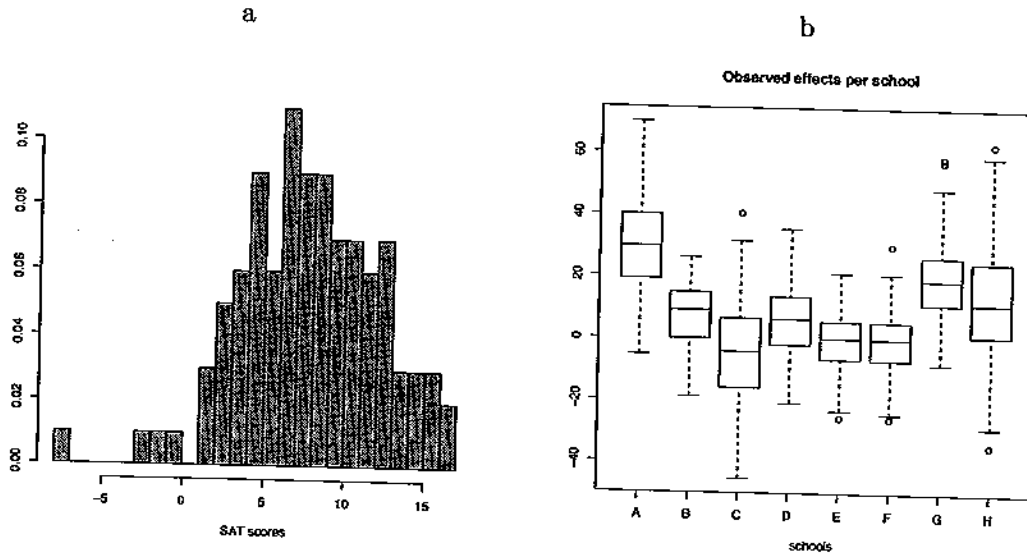 a
0.10
0.08
0.06
0.04
0.02
0.00
-5 0 5 10 15
SAT scores
b
Observed effects per school
60
40
20
0
-20
-40
A B C D E F G H
schools